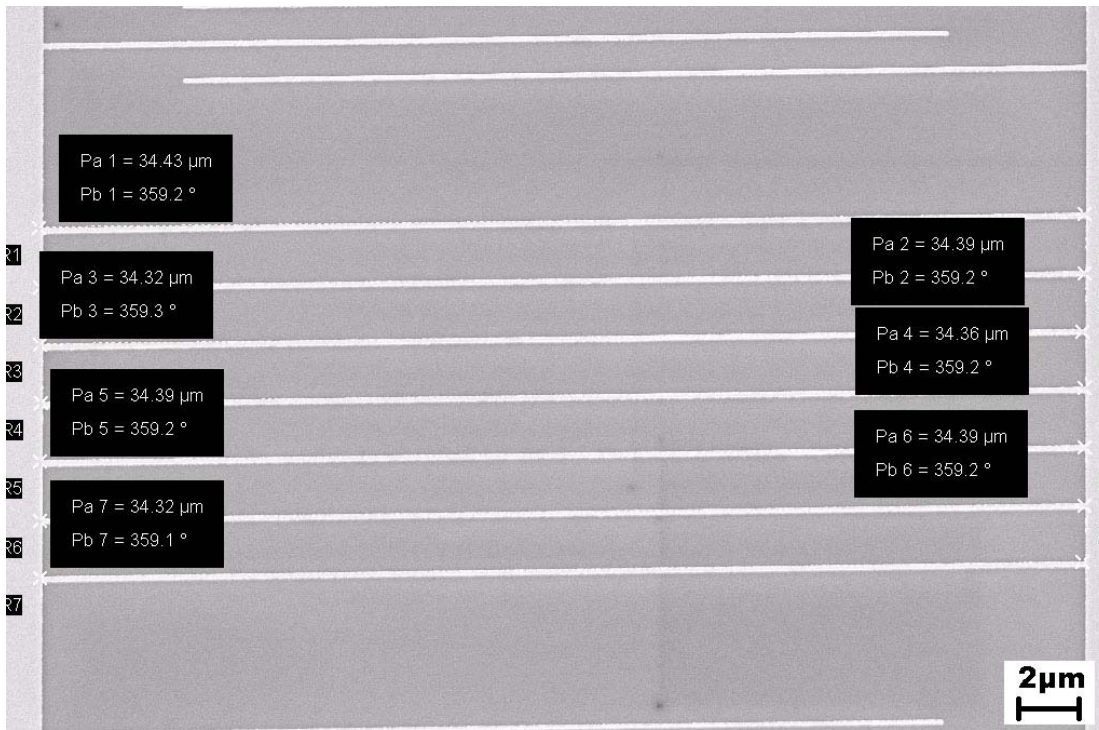 Pa 1 = 34.43 µm
Pb 1 = 359.2 °
R1
Pa 2 = 34.39 µm
Pb 2 = 359.2 °
Pa 3 = 34.32 µm
Pb 3 = 359.3 °
R2
Pa 4 = 34.36 µm
Pb 4 = 359.2 °
R3
Pa 5 = 34.39 µm
Pb 5 = 359.2 °
R4
Pa 6 = 34.39 µm
Pb 6 = 359.2 °
R5
Pa 7 = 34.32 µm
Pb 7 = 359.1 °
R6
R7
2µm